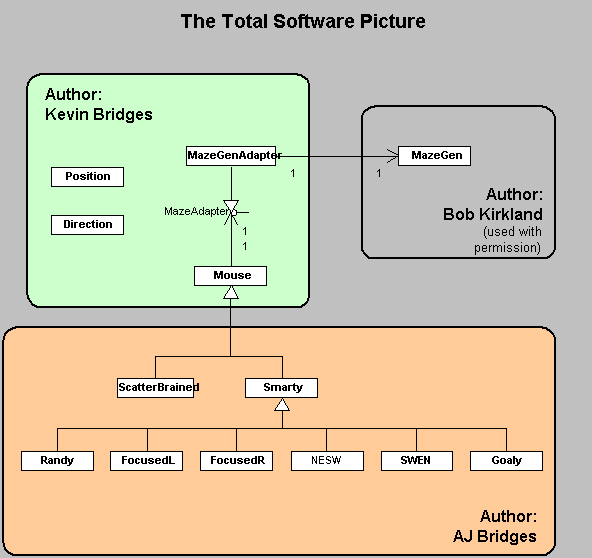 The Total Software Picture
Author:
Kevin Bridges
MazeGenAdapter
MazeGen
1
1
Position
Author:
Bob Kirkland
(used with
permission)
MazeAdapter
Direction
1
1
Mouse
ScatterBrained
Smarty
Randy
FocusedL
FocusedR
NESW
SWEN
Goaly
Author:
AJ Bridges